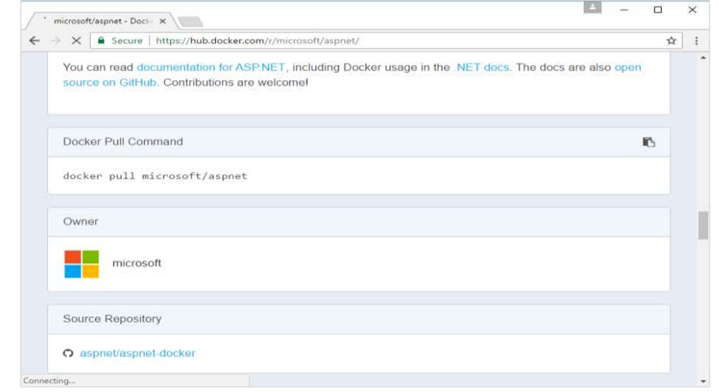 microsoft/aspnet - Dock
Secure | https://hub.docker.com/r/microsoft/aspnet/
You can read documentation for ASP.NET, including Docker usage in the .NET docs. The docs are also open
source on GitHub. Contributions are welcome!
Docker Pull Command
docker pull microsoft/aspnet
Owner
microsoft
Source Repository
aspnet/aspnet-docker
Connecting...